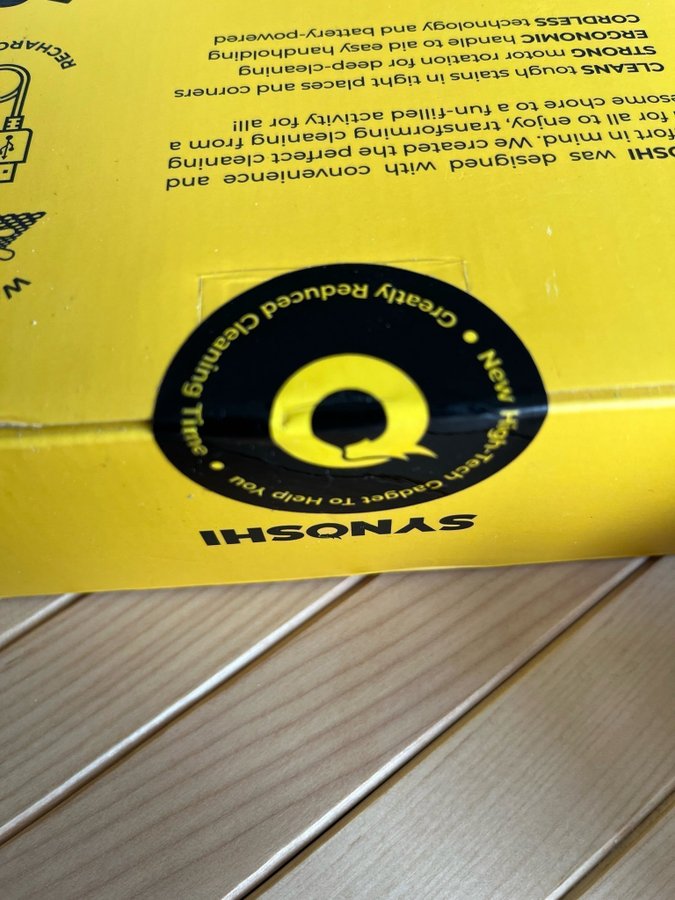 SYNOSHI
New High-Tech Gadget To Help You •
Greatly Reduced Cleaning Time •
OSHI was designed with convenience and
fort in mind. We created the perfect cleaning
for all to enjoy, transforming cleaning from a
esome chore to a fun-filled activity for all!!
CLEANS tough stains in tight places and corners
STRONG motor rotation for deep-cleaning
ERGONOMIC handle to aid easy handholding
CORDLESS technology and battery-powered
W
RECHARG